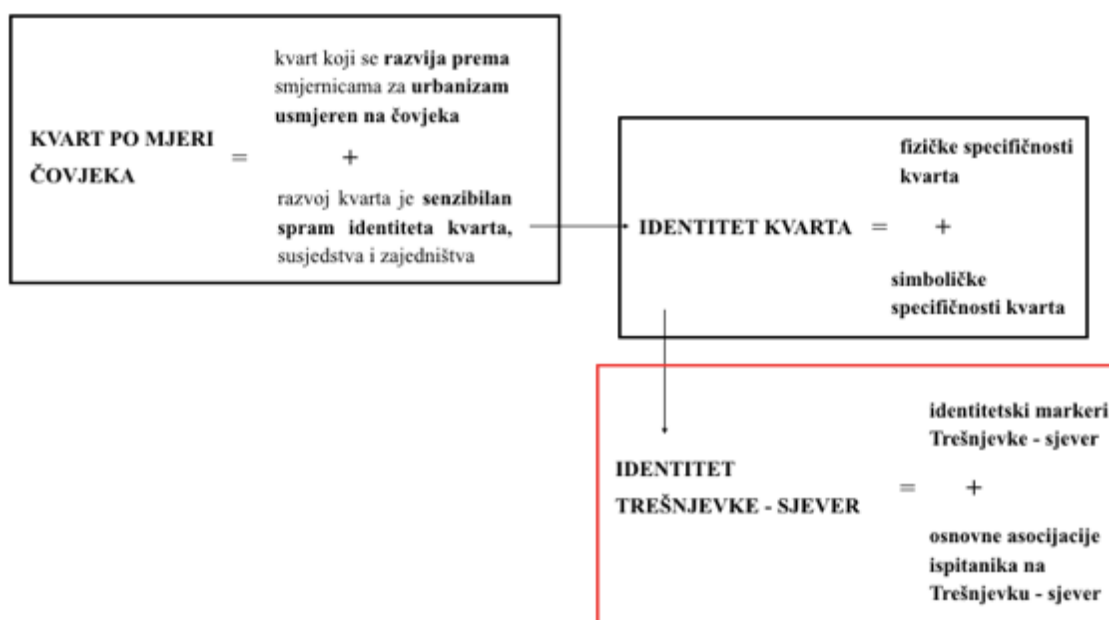 kvart koji se razvija prema
smjernicama za urbanizam
usmjeren na čovjeka
KVART PO MJERI
ČOVJEKA
=
+
razvoj kvarta je senzibilan
spram identiteta kvarta,
susjedstva i zajedništva
fizičke specifičnosti
kvarta
IDENTITET KVARTA = +
simboličke
specifičnosti kvarta
identitetski markeri
Trešnjevke - sjever
IDENTITET
TREŠNJEVKE - SJEVER
=
+
osnovne asocijacije
ispitanika na
Trešnjevku - sjever